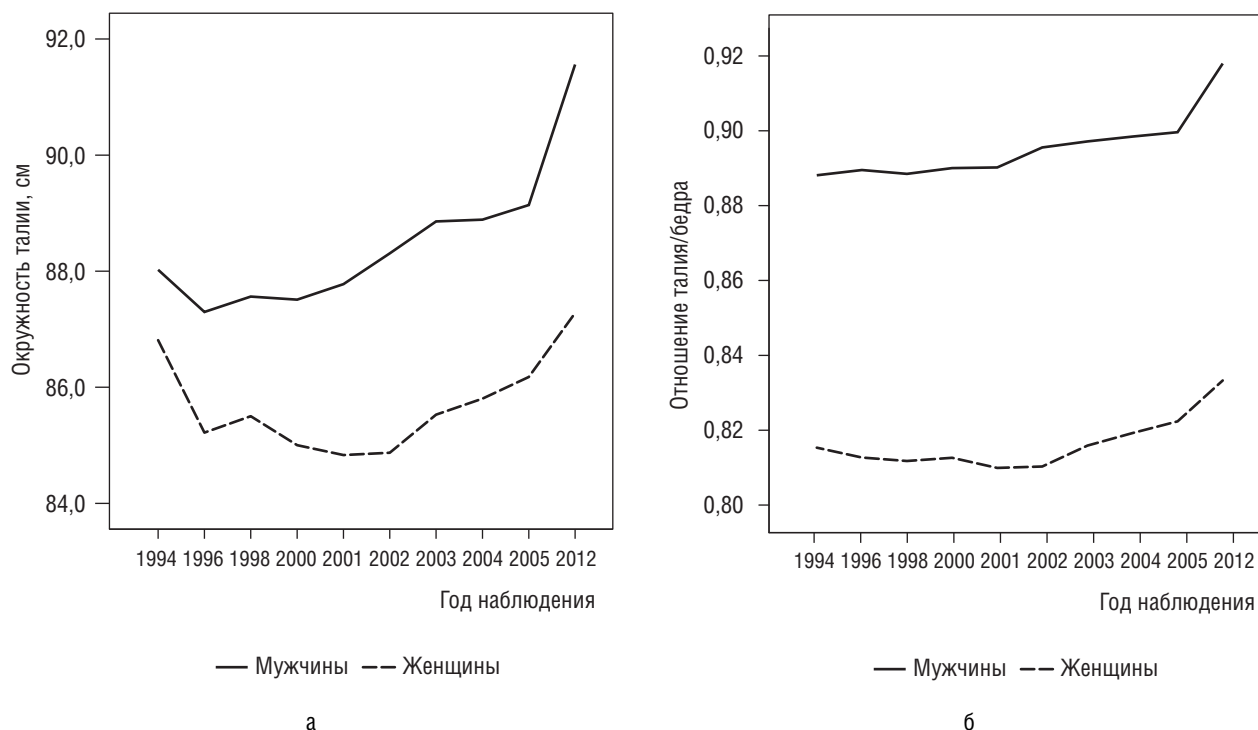 Окружность талии, см
92,0
90,0
88,0
86,0
84,0
1994 1996 1998 2000 2001 2002 2003 2004 2005 2012
Год наблюдения
Мужчины Женщины
а
Отношение талия/бедра
0,92
0,90
0,88
0,86
0,84
0,82
0,80
1994 1996 1998 2000 2001 2002 2003 2004 2005 2012
Год наблюдения
Мужчины Женщины
б